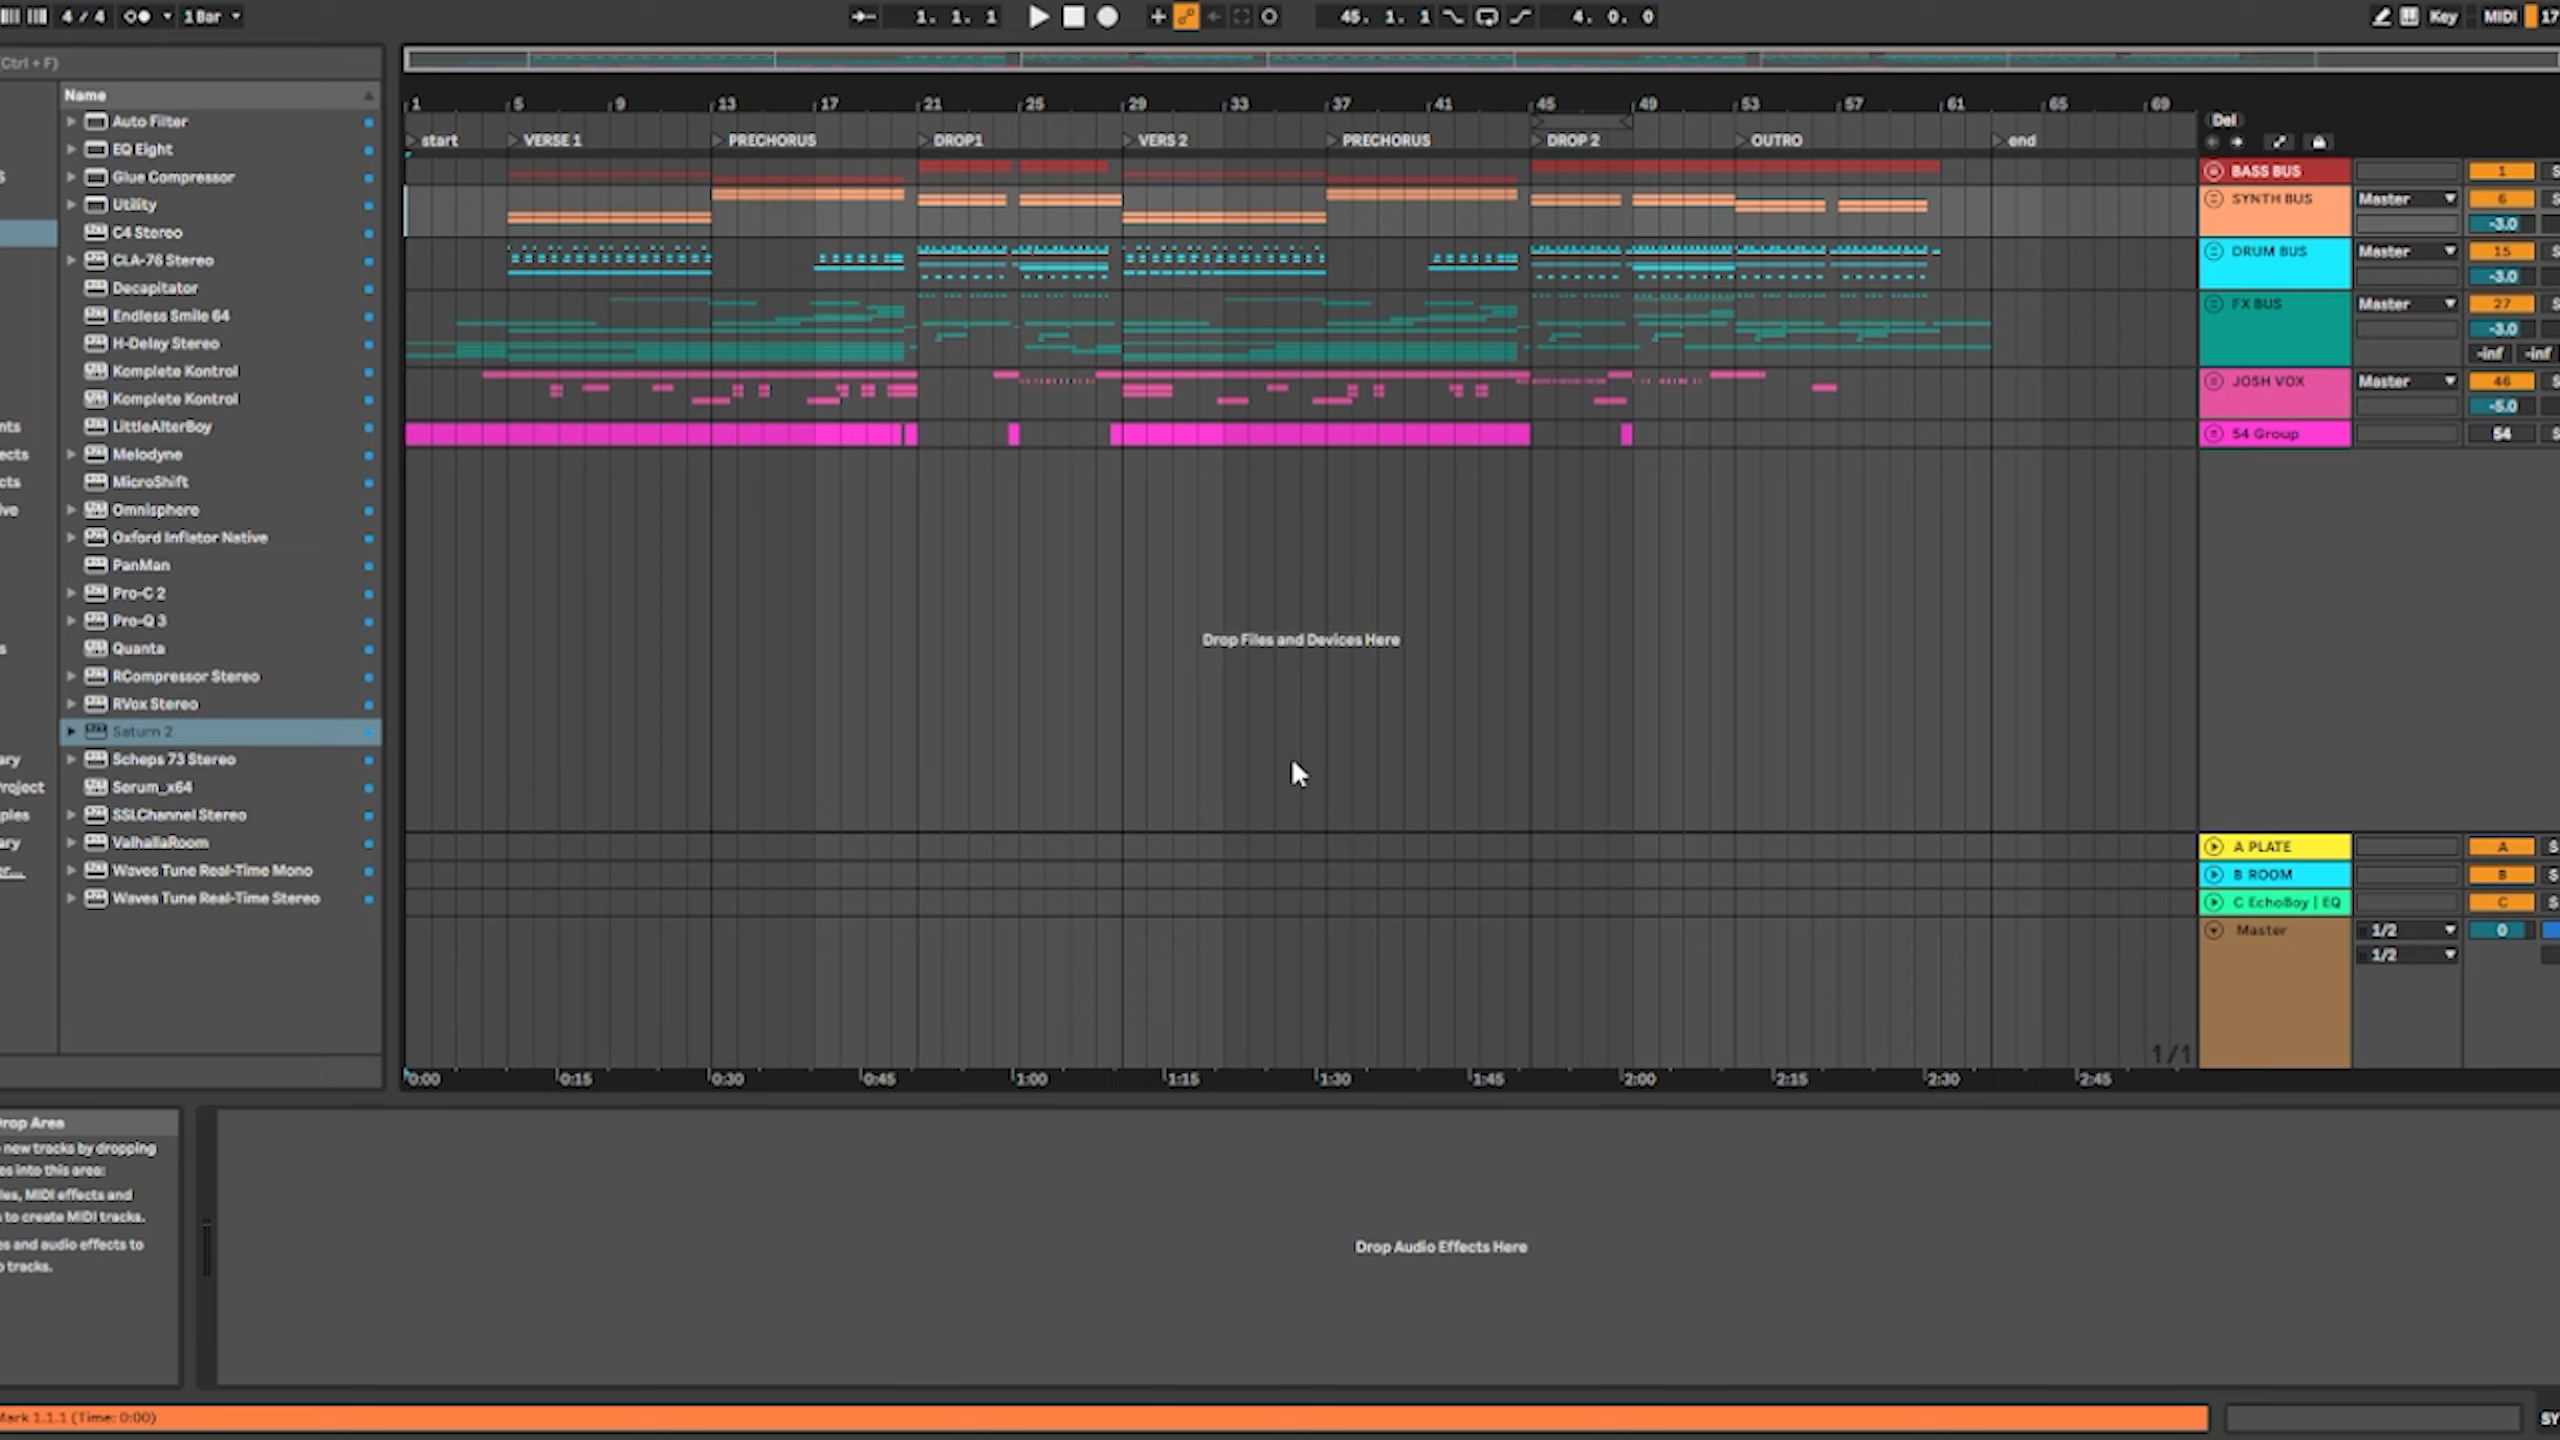 4 / 4 1 Bar 1. 1. 1 45. 1. 1 4. 0. 0 Key MIDI 17
(Ctrl + F)
Name
Auto Filter
EQ Eight
Glue Compressor
Utility
C4 Stereo
CLA-76 Stereo
Decapitator
Endless Smile 64
H-Delay Stereo
Komplete Kontrol
Komplete Kontrol
LittleAlterBoy
Melodyne
MicroShift
Omnisphere
Oxford Inflator Native
PanMan
Pro-C 2
Pro-Q 3
Quanta
RCompressor Stereo
RVox Stereo
Saturn 2
Scheps 73 Stereo
Serum_x64
SSLChannel Stereo
ValhallaRoom
Waves Tune Real-Time Mono
Waves Tune Real-Time Stereo
1 5 9 13 17 21 25 29 33 37 41 45 49 53 57 61 65 69
start VERSE 1 PRECHORUS DROP1 VERS 2 PRECHORUS DROP 2 OUTRO end
Del
BASS BUS 1 S
SYNTH BUS Master 6 S
-3.0
DRUM BUS Master 15 S
-3.0
FX BUS Master 27 S
-3.0
-inf -inf
JOSH VOX Master 46 S
-5.0
54 Group 54 S
Drop Files and Devices Here
A PLATE A S
B ROOM B S
C EchoBoy | EQ C S
Master 1/2 0
1/2
1/1
0:00 0:15 0:30 0:45 1:00 1:15 1:30 1:45 2:00 2:15 2:30 2:45
Drop Area
new tracks by dropping
es into this area:
les, MIDI effects and
to create MIDI tracks.
es and audio effects to
o tracks.
Drop Audio Effects Here
Mark 1.1.1 (Time: 0:00)
SY